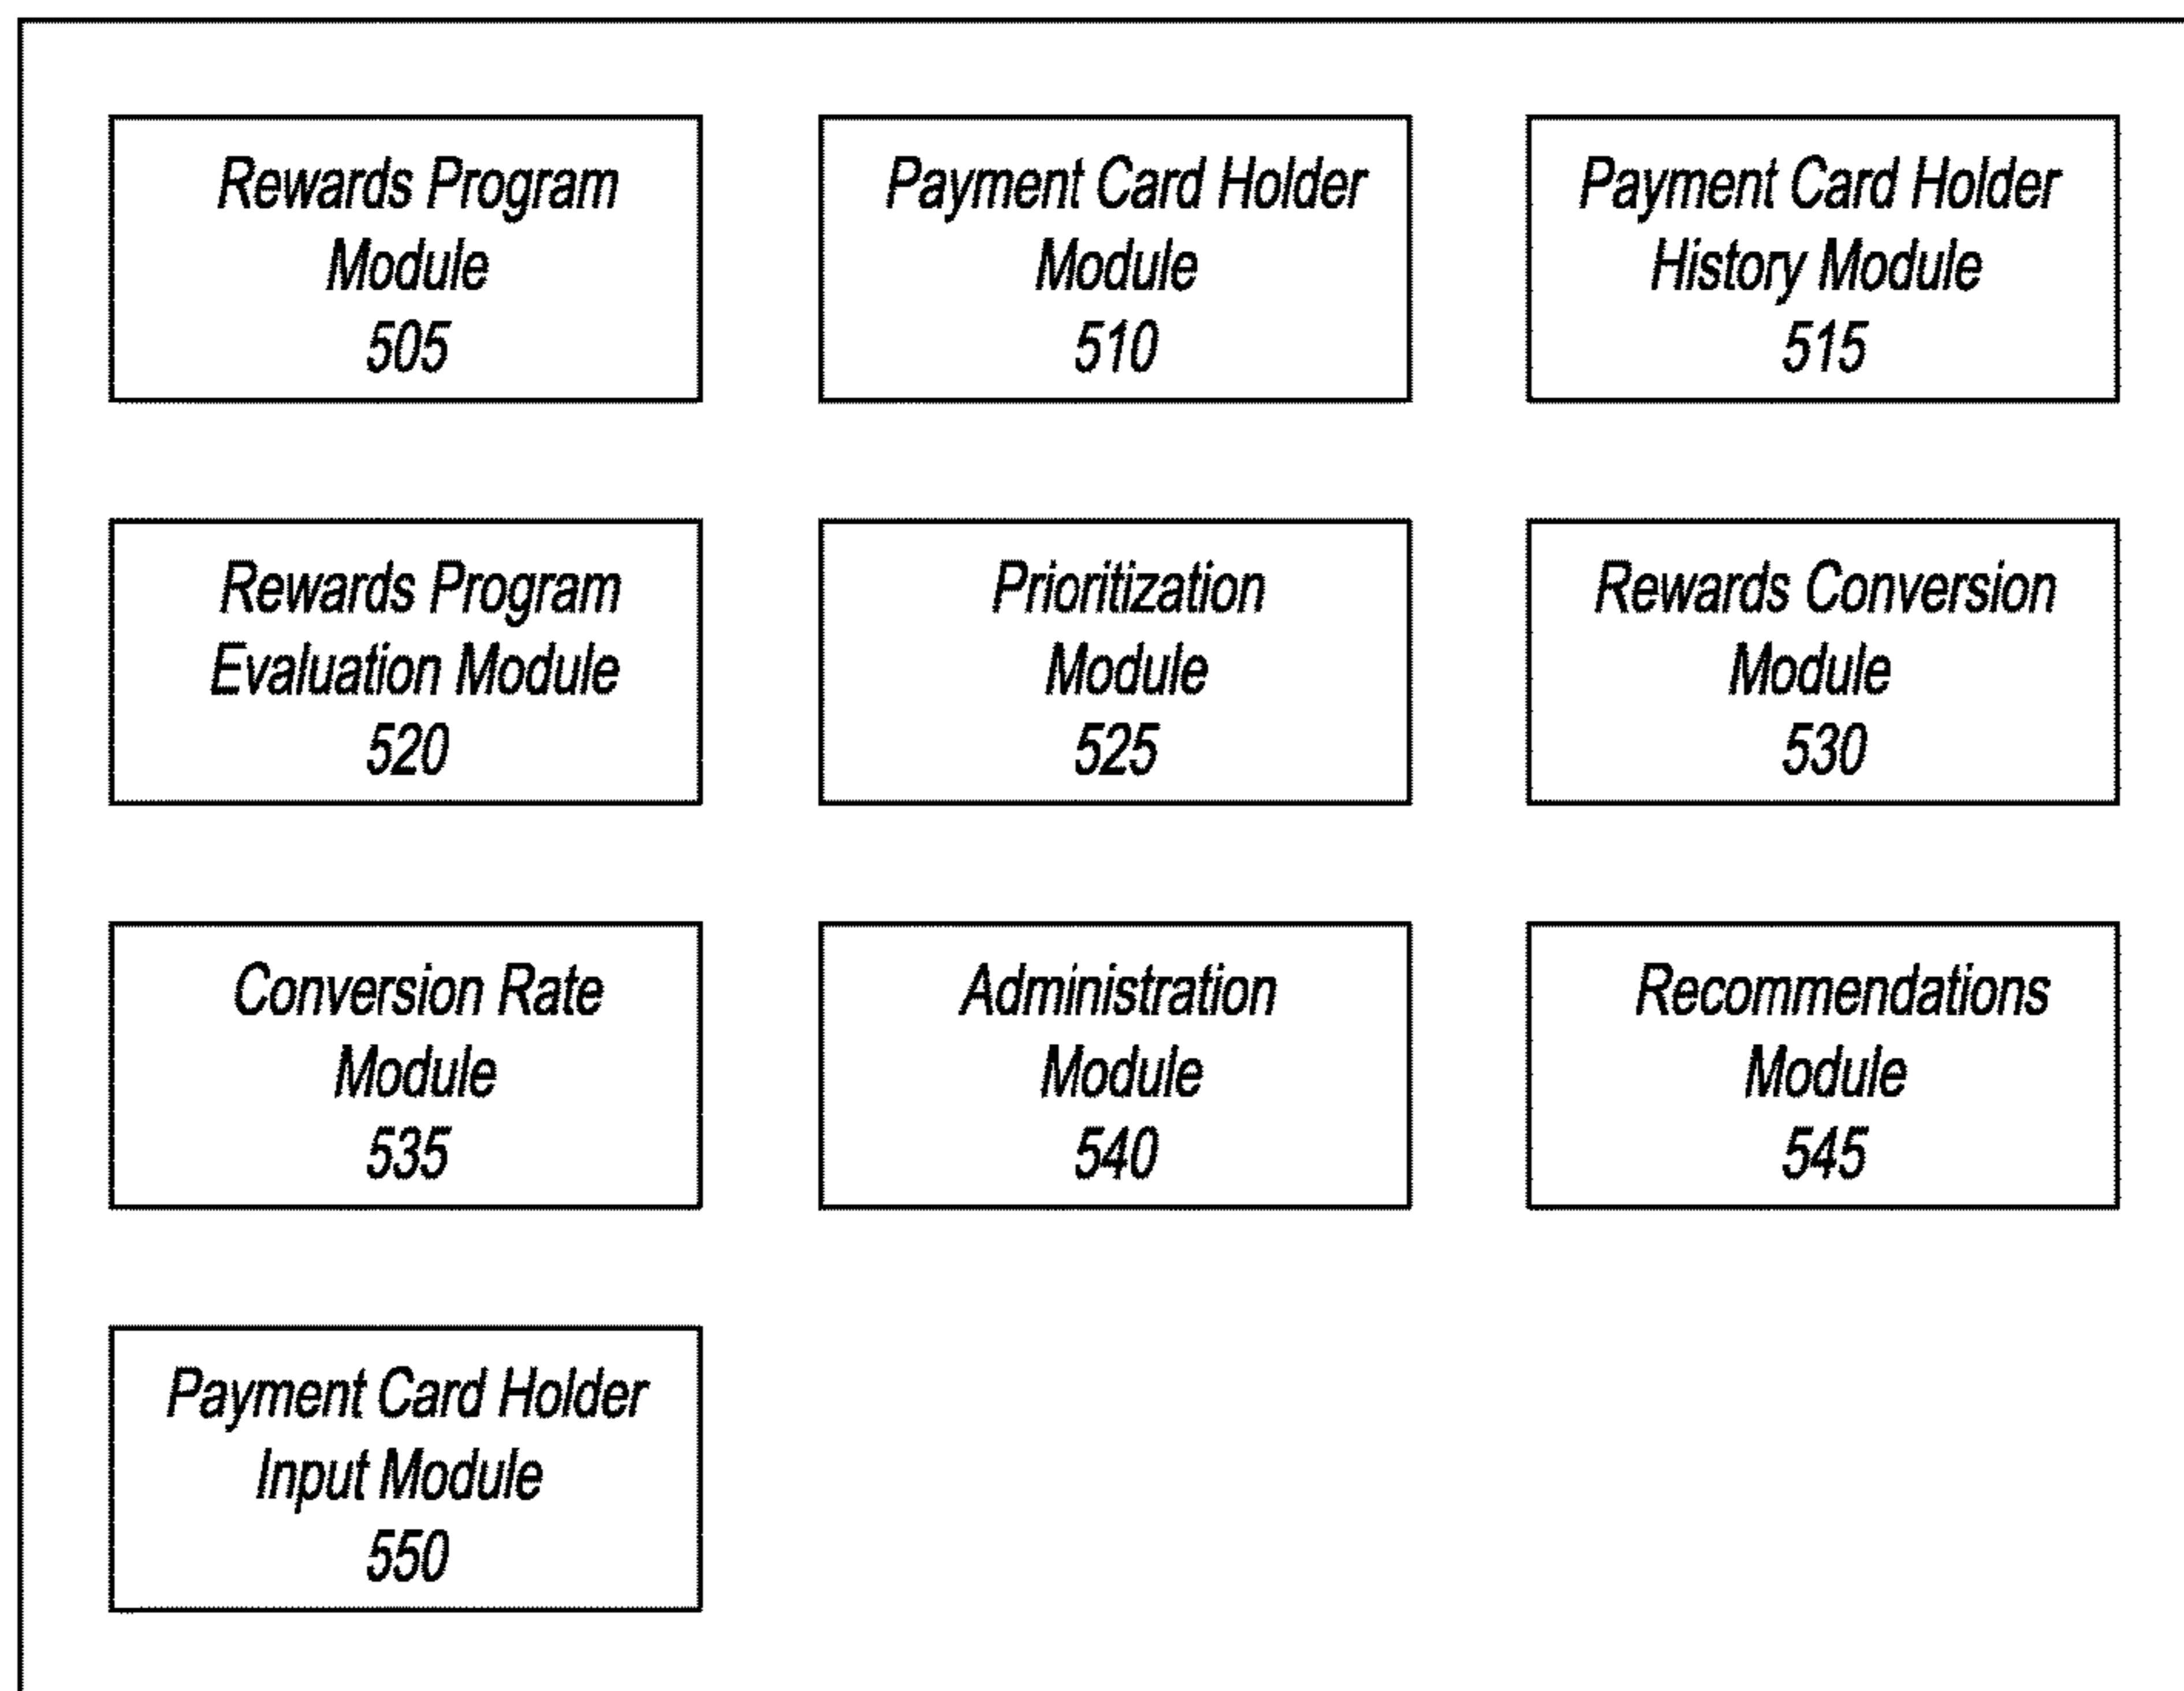 Rewards Program
Module
505
Payment Card Holder
Module
510
Payment Card Holder
History Module
515
Rewards Program
Evaluation Module
520
Prioritization
Module
525
Rewards Conversion
Module
530
Conversion Rate
Module
535
Administration
Module
540
Recommendations
Module
545
Payment Card Holder
Input Module
550